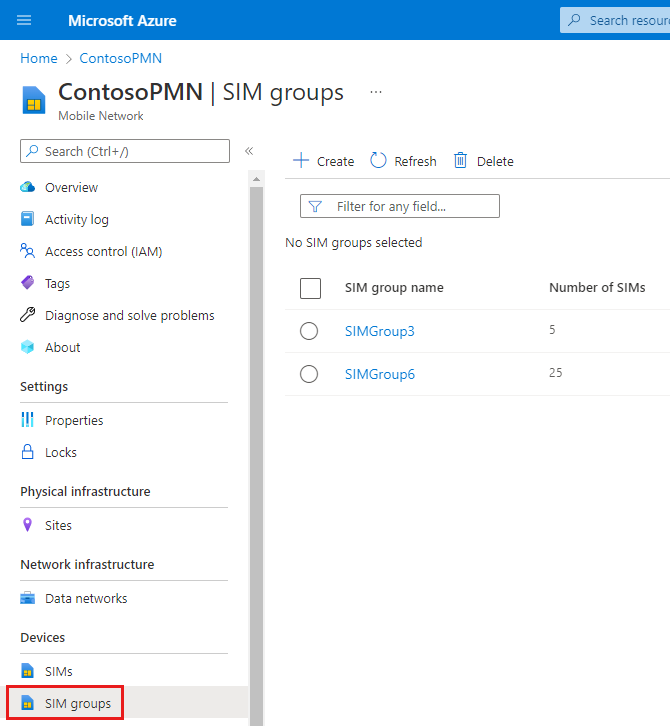 Microsoft Azure
Search resour
Home > ContosoPMN
ContosoPMN | SIM groups ...
Mobile Network
Search (Ctrl+/)
«
Create
Refresh
Delete
Overview
Activity log
Access control (IAM)
Tags
Diagnose and solve problems
About
Settings
Properties
Locks
Physical infrastructure
Sites
Network infrastructure
Data networks
Devices
SIMs
SIM groups
Filter for any field...
No SIM groups selected
SIM group name Number of SIMs
SIMGroup3 5
SIMGroup6 25